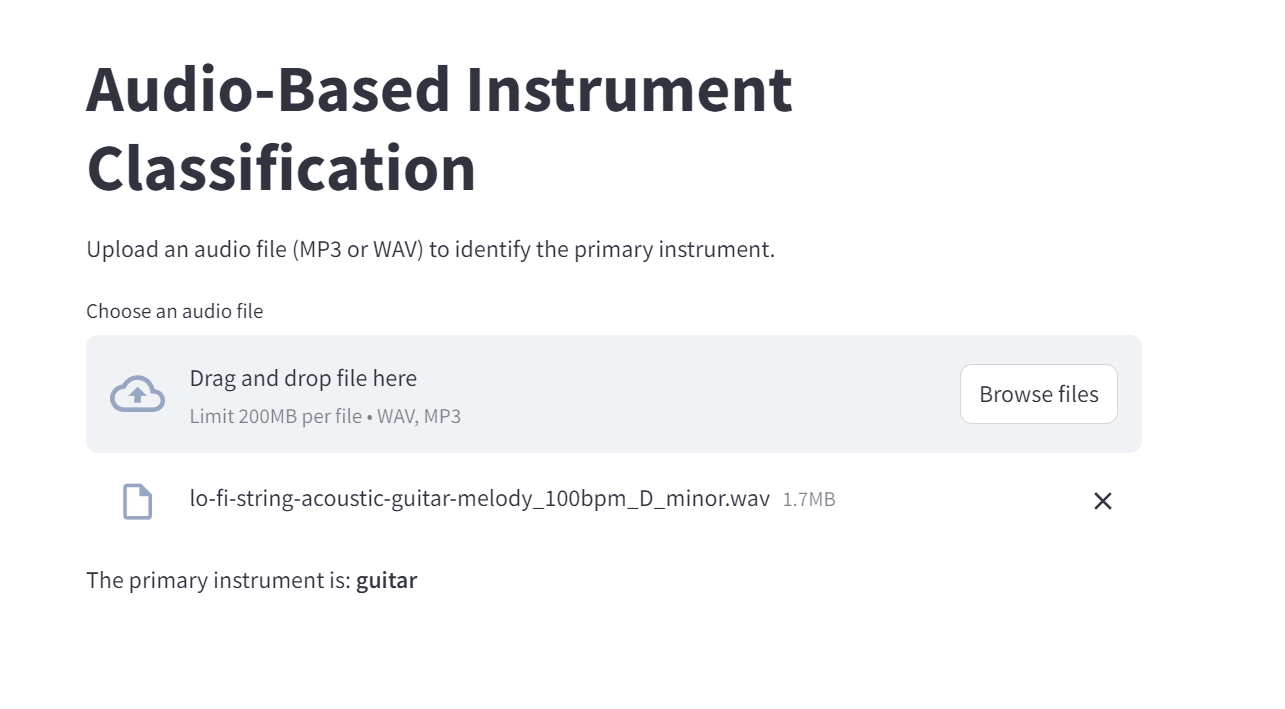 Audio-Based Instrument
Classification
Upload an audio file (MP3 or WAV) to identify the primary instrument.
Choose an audio file
Drag and drop file here
Limit 200MB per file • WAV, MP3
Browse files
lo-fi-string-acoustic-guitar-melody_100bpm_D_minor.wav 1.7MB
The primary instrument is: guitar